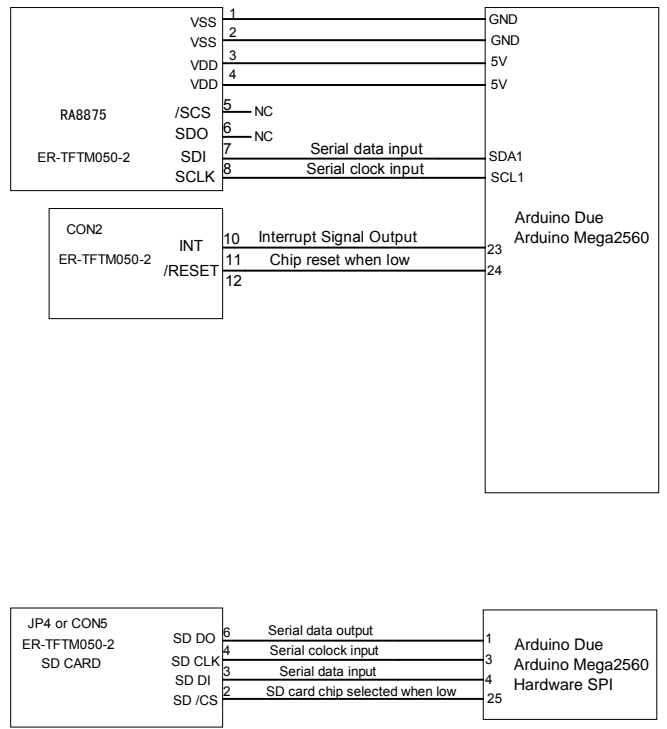 VSS 1 GND
VSS 2 GND
VDD 3 5V
VDD 4 5V
RA8875 /SCS 5 NC
SDO 6 NC
ER-TFTM050-2 SDI 7 Serial data input SDA1
SCLK 8 Serial clock input SCL1
Arduino Due
Arduino Mega2560
CON2
INT 10 Interrupt Signal Output 23
ER-TFTM050-2 /RESET 11 Chip reset when low 24
12
JP4 or CON5
ER-TFTM050-2
SD CARD
SD DO 6 Serial data output 1
SD CLK 4 Serial colock input 3
SD DI 3 Serial data input 4
SD /CS 2 SD card chip selected when low 25
Arduino Due
Arduino Mega2560
Hardware SPI